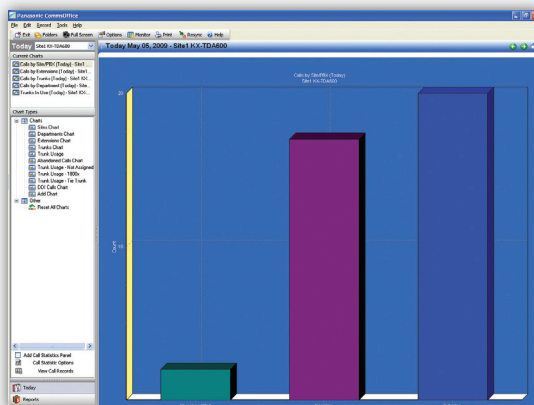 Panasonic CommsOffice
File Edit Record Tools Help
Exit Folders Full Screen Options Monitor Print Resync Help
Today Site1 KX-TDA600
Today May 05, 2009 - Site1 KX-TDA600
Current Charts
Calls by Site/PBX (Today) - Site1 ...
Calls by Extensions (Today) - Site1...
Calls by Trunks (Today) - Site1 KX-...
Calls by Department (Today) - Site...
Trunks In Use (Today) - Site1 KX-...
Chart Types
Charts
Sites Chart
Departments Chart
Extensions Chart
Trunks Chart
Trunk Usage
Abandoned Calls Chart
Trunk Usage - Not Assigned
Trunk Usage - 1800s
Trunk Usage - Tie Trunk
DDI Calls Chart
Add Chart
Other
Reset All Charts
Add Call Statistics Panel
Call Statistic Options
View Call Records
Today
Reports
Calls by Site/PBX (Today)
Site1 KX-TDA600
20
10
Count